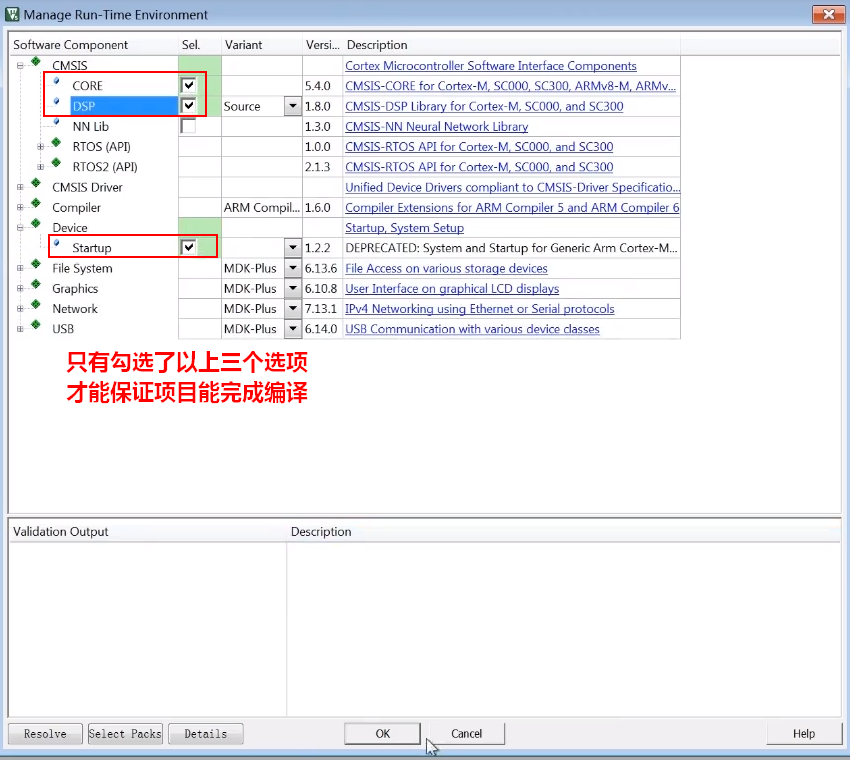 Manage Run-Time Environment
Software Component Sel. Variant Versi... Description
CMSIS Cortex Microcontroller Software Interface Components
CORE 5.4.0 CMSIS-CORE for Cortex-M, SC000, SC300, ARMv8-M, ARMv...
DSP Source 1.8.0 CMSIS-DSP Library for Cortex-M, SC000, and SC300
NN Lib 1.3.0 CMSIS-NN Neural Network Library
RTOS (API) 1.0.0 CMSIS-RTOS API for Cortex-M, SC000, and SC300
RTOS2 (API) 2.1.3 CMSIS-RTOS API for Cortex-M, SC000, and SC300
CMSIS Driver Unified Device Drivers compliant to CMSIS-Driver Specificatio...
Compiler ARM Compil... 1.6.0 Compiler Extensions for ARM Compiler 5 and ARM Compiler 6
Device Startup, System Setup
Startup 1.2.2 DEPRECATED: System and Startup for Generic Arm Cortex-M...
File System MDK-Plus 6.13.6 File Access on various storage devices
Graphics MDK-Plus 6.10.8 User Interface on graphical LCD displays
Network MDK-Plus 7.13.1 IPv4 Networking using Ethernet or Serial protocols
USB MDK-Plus 6.14.0 USB Communication with various device classes
只有勾选了以上三个选项
才能保证项目能完成编译
Validation Output Description
Resolve Select Packs Details OK Cancel Help